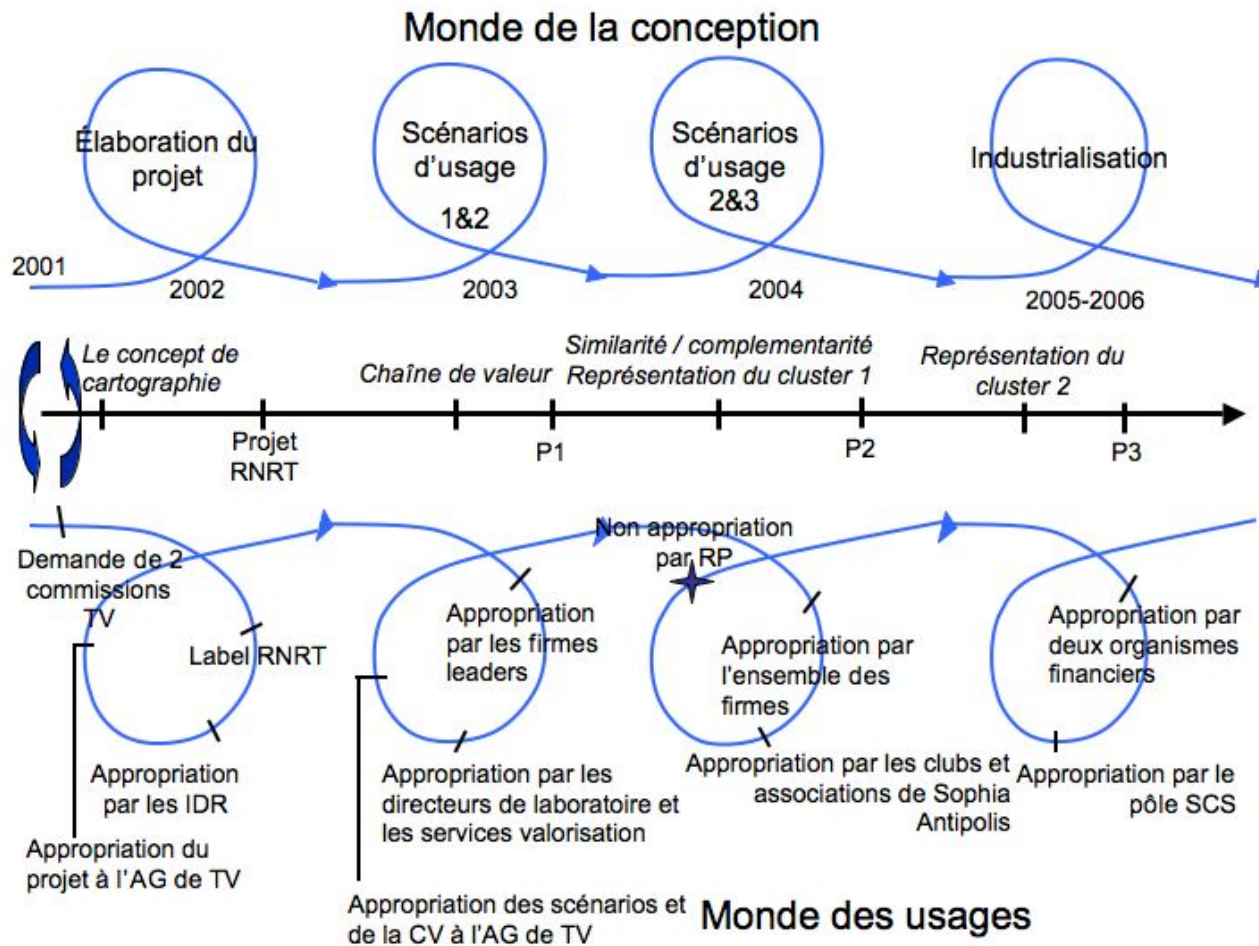 Monde de la conception
Élaboration du
projet
Scénarios
d’usage
1&2
Scénarios
d’usage
2&3
Industrialisation
2001
2002
2003
2004
2005-2006
Le concept de
cartographie
Chaîne de valeur
Similarité / complementarité
Représentation du cluster 1
Représentation du
cluster 2
Projet
RNRT
P1
P2
P3
Demande de 2
commissions
TV
Label RNRT
Appropriation
par les IDR
Appropriation du
projet à l’AG de TV
Appropriation
par les firmes
leaders
Appropriation par les
directeurs de laboratoire et
les services valorisation
Appropriation des scénarios et
de la CV à l’AG de TV
Non appropriation
par RP
Appropriation par
l’ensemble des
firmes
Appropriation par les clubs et
associations de Sophia
Antipolis
Appropriation par
deux organismes
financiers
Appropriation par le
pôle SCS
Monde des usages